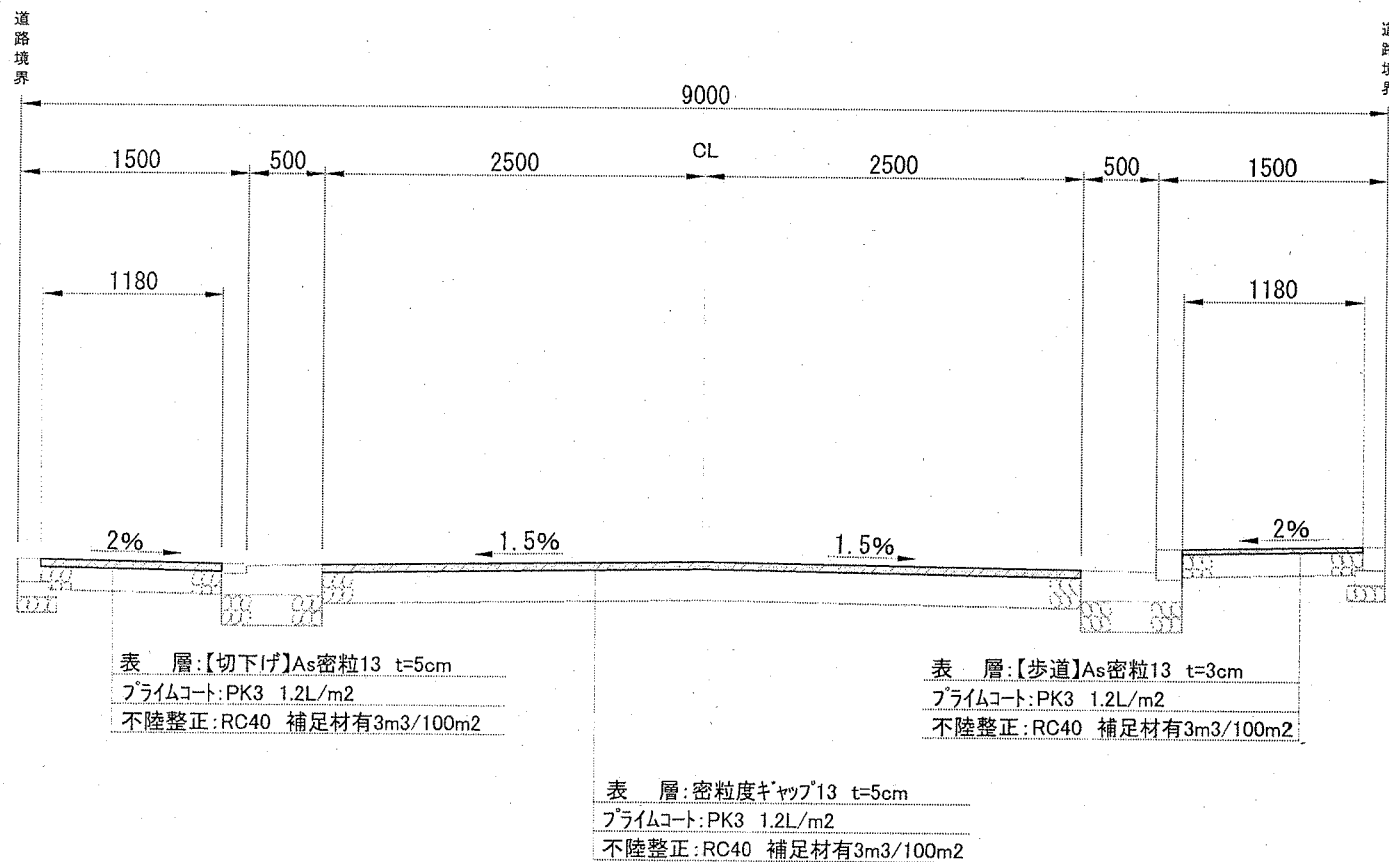 道路境界
道路境界
9000
CL
1500
500
2500
2500
500
1500
1180
1180
2%
1.5%
1.5%
2%
表　層:【切下げ】As密粒13 t=5cm
プライムコート:PK3 1.2L/m2
不陸整正:RC40 補足材有3m3/100m2
表　層:【歩道】As密粒13 t=3cm
プライムコート:PK3 1.2L/m2
不陸整正:RC40 補足材有3m3/100m2
表　層:密粒度ギャップ13 t=5cm
プライムコート:PK3 1.2L/m2
不陸整正:RC40 補足材有3m3/100m2